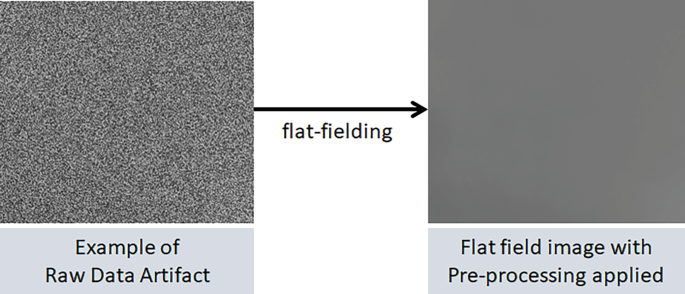 flat-fielding
Example of
Raw Data Artifact
Flat field image with
Pre-processing applied